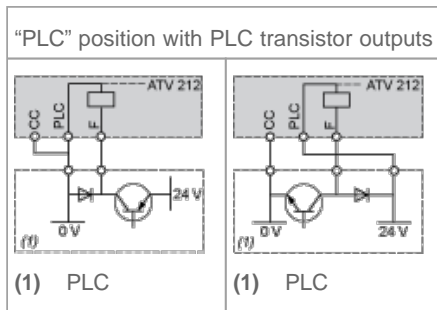 "PLC" position with PLC transistor outputs
ATV 212
CC
PLC
F
24 V
0 V
(1)
(1) PLC
ATV 212
CC
PLC
F
0 V
24 V
(1)
(1) PLC